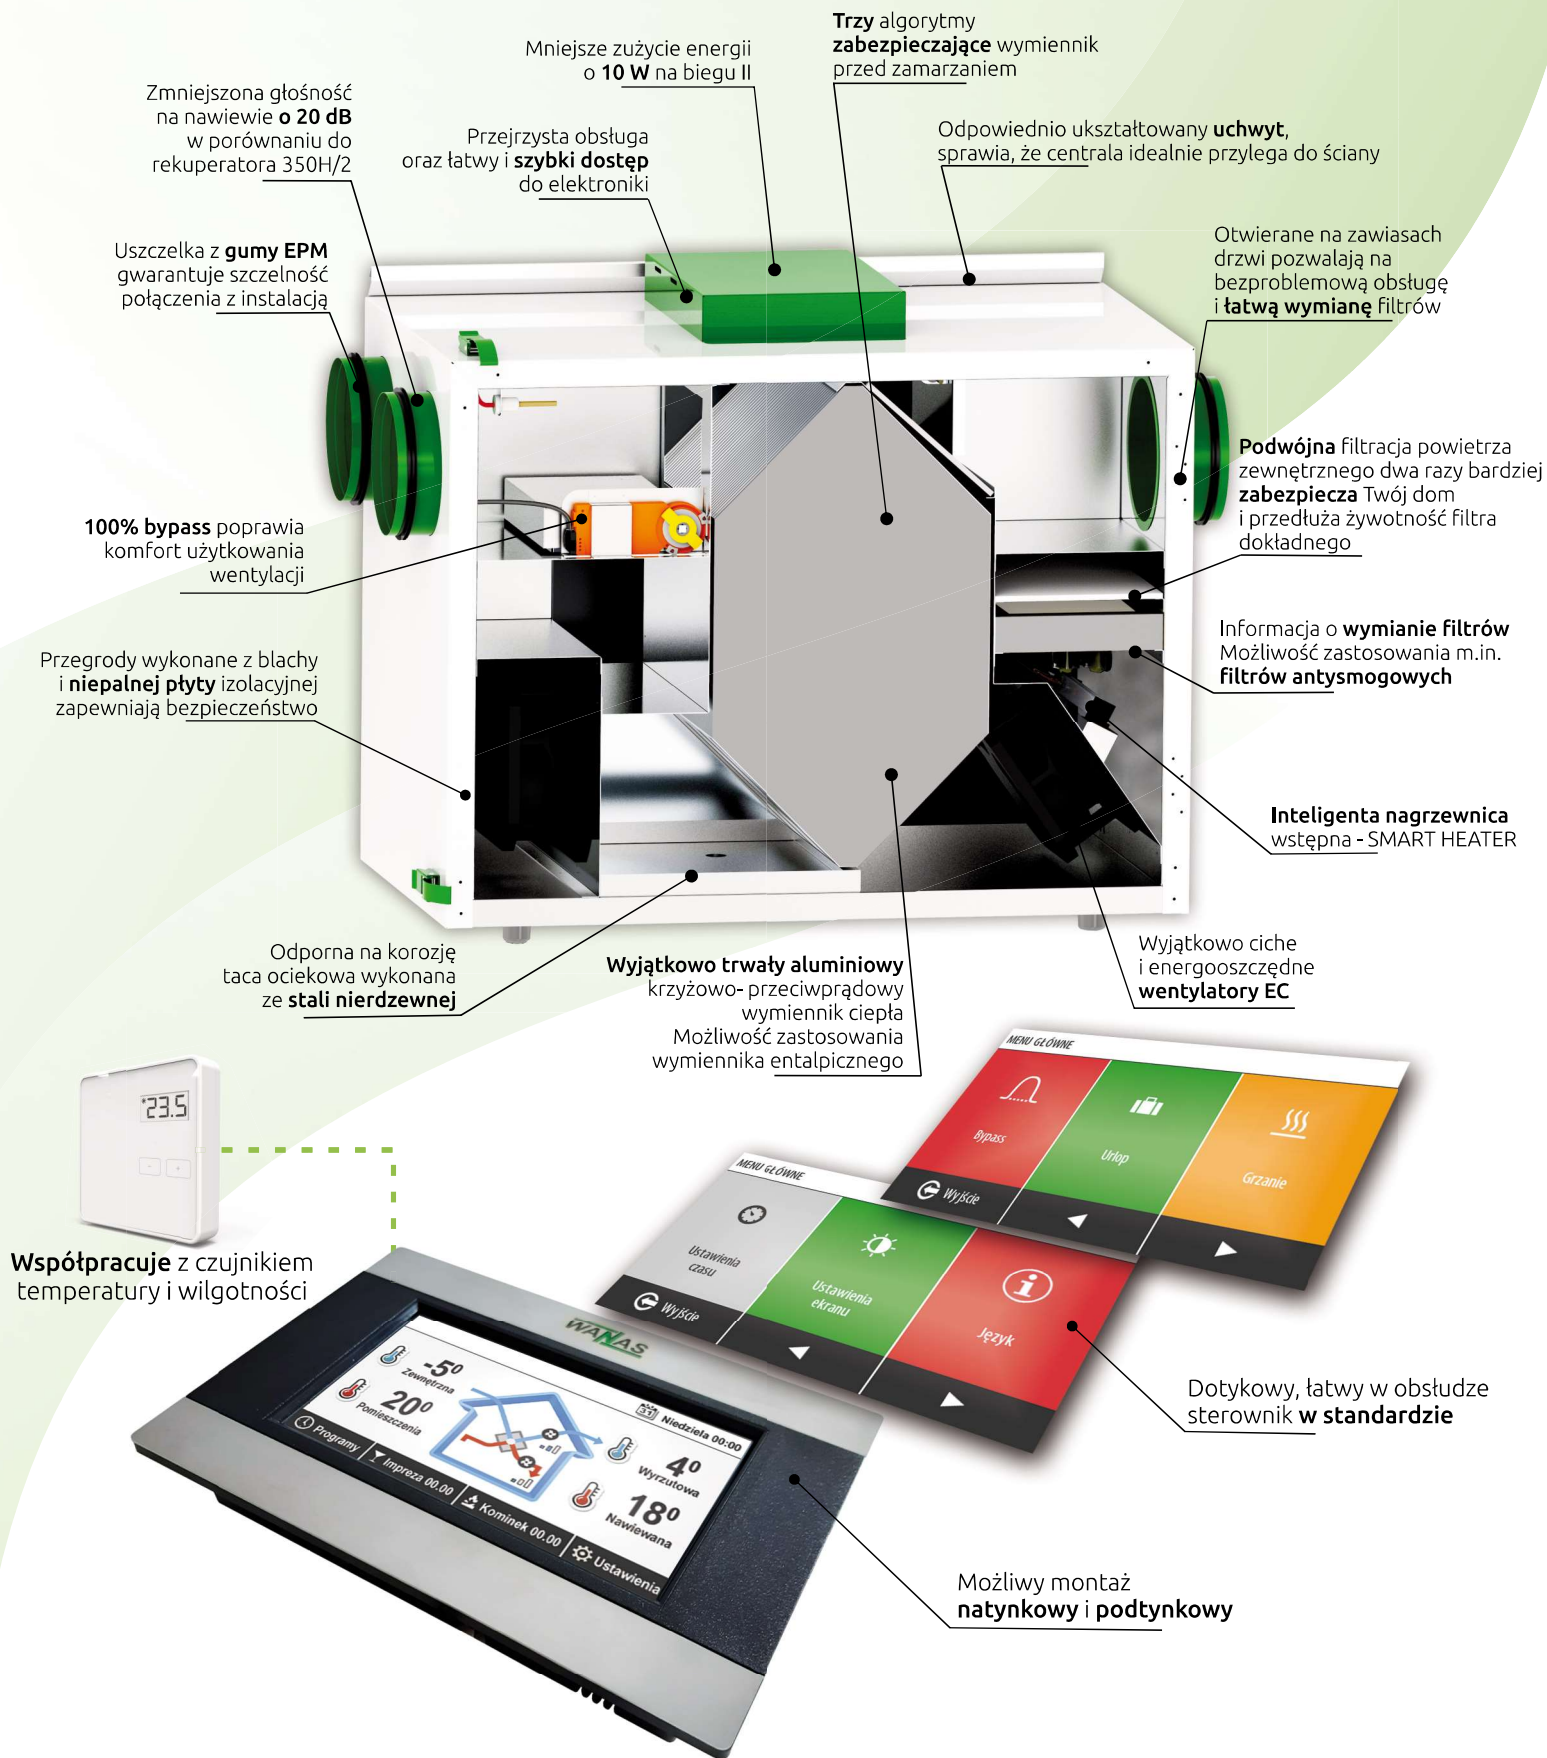 Trzy algorytmy
zabezpieczające wymiennik
przed zamarzaniem
Mniejsze zużycie energii
o 10 W na biegu II
Zmniejszona głośność
na nawiewie o 20 dB
w porównaniu do
rekuperatora 350H/2
Przejrzysta obsługa
oraz łatwy i szybki dostęp
do elektroniki
Odpowiednio ukształtowany uchwyt,
sprawia, że centrala idealnie przylega do ściany
Uszczelka z gumy EPM
gwarantuje szczelność
połączenia z instalacją
Otwierane na zawiasach
drzwi pozwalają na
bezproblemową obsługę
i łatwą wymianę filtrów
Podwójna filtracja powietrza
zewnętrznego dwa razy bardziej
zabezpiecza Twój dom
i przedłuża żywotność filtra
dokładnego
100% bypass poprawia
komfort użytkowania
wentylacji
Informacja o wymianie filtrów
Możliwość zastosowania m.in.
filtrów antysmogowych
Przegrody wykonane z blachy
i niepalnej płyty izolacyjnej
zapewniają bezpieczeństwo
Inteligenta nagrzewnica
wstępna - SMART HEATER
Odporna na korozję
taca ociekowa wykonana
ze stali nierdzewnej
Wyjątkowo trwały aluminiowy
krzyżowo- przeciwprądowy
wymiennik ciepła
Możliwość zastosowania
wymiennika entalpicznego
Wyjątkowo ciche
i energooszczędne
wentylatory EC
MENU GŁÓWNE
Bypass
Urlop
Grzanie
Wyjście
MENU GŁÓWNE
Ustawienia
czasu
Ustawienia
ekranu
Język
Wyjście
*23.5
- +
Współpracuje z czujnikiem
temperatury i wilgotności
WANAS
-5⁰
Zewnętrzna
20⁰
Pomieszczenia
31 Niedziela 00:00
4⁰
Wyrzutowa
18⁰
Nawiewana
Programy
Impreza 00.00
Kominek 00.00
Ustawienia
Dotykowy, łatwy w obsłudze
sterownik w standardzie
Możliwy montaż
natynkowy i podtynkowy